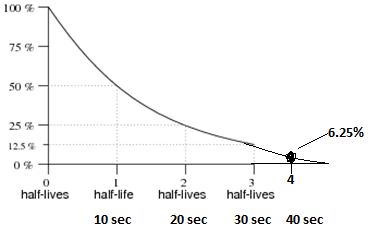 100 %
75 %
50 %
25 %
12.5 %
0 %
6.25%
0 1 2 3 4
half-lives half-life half-lives half-lives
10 sec 20 sec 30 sec 40 sec